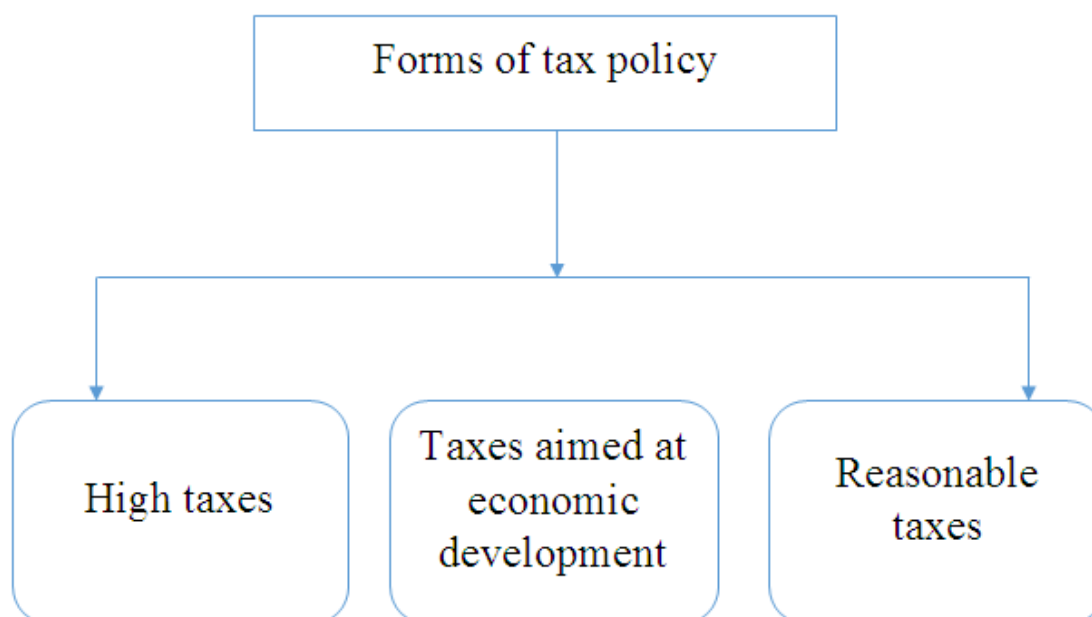 Forms of tax policy
High taxes
Taxes aimed at
economic
development
Reasonable
taxes